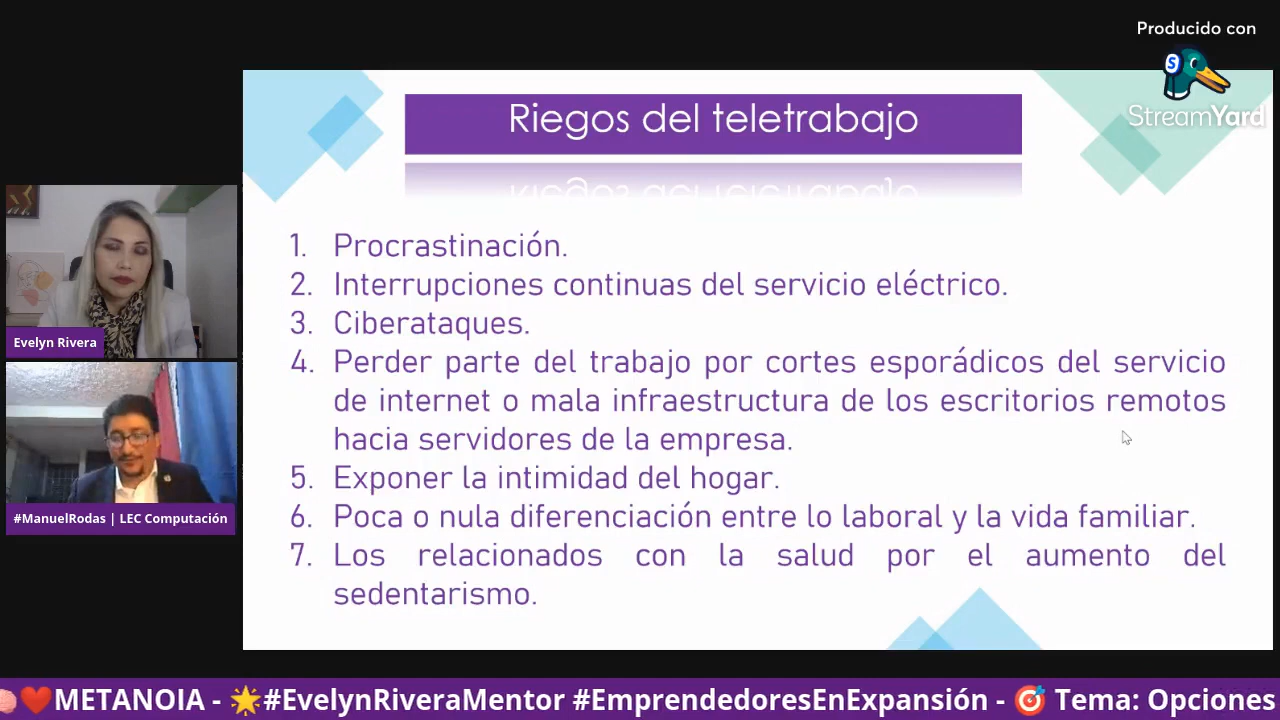 Producido con
StreamYard
Riegos del teletrabajo
1. Procrastinación.
2. Interrupciones continuas del servicio eléctrico.
3. Ciberataques.
4. Perder parte del trabajo por cortes esporádicos del servicio
de internet o mala infraestructura de los escritorios remotos
hacia servidores de la empresa.
5. Exponer la intimidad del hogar.
6. Poca o nula diferenciación entre lo laboral y la vida familiar.
7. Los relacionados con la salud por el aumento del
sedentarismo.
Evelyn Rivera
#ManuelRodas | LEC Computación
🧠❤️METANOIA - 🌟#EvelynRiveraMentor #EmprendedoresEnExpansión - 🎯 Tema: Opciones